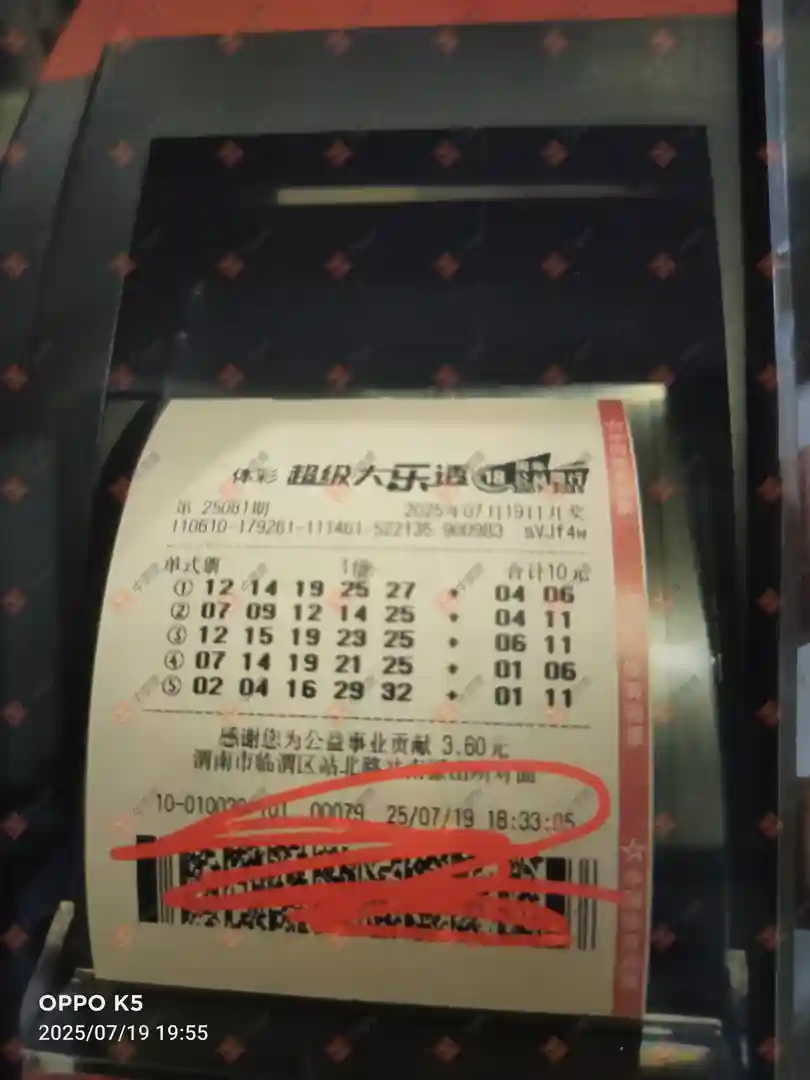 体彩 超级大乐透
第 25081期 2025年07月19日开奖
110610-179261-111461-522135 900983 sVJf4w
单式票 1倍 合计10元
① 12 14 19 25 27 + 04 06
② 07 09 12 14 25 + 04 11
③ 12 15 19 23 25 + 06 11
④ 07 14 19 21 25 + 01 06
⑤ 02 04 16 29 32 + 01 11
感谢您为公益事业贡献 3.60元
渭南市临渭区站北路
00079 25/07/19 18:33:05
OPPO K5
2025/07/19 19:55